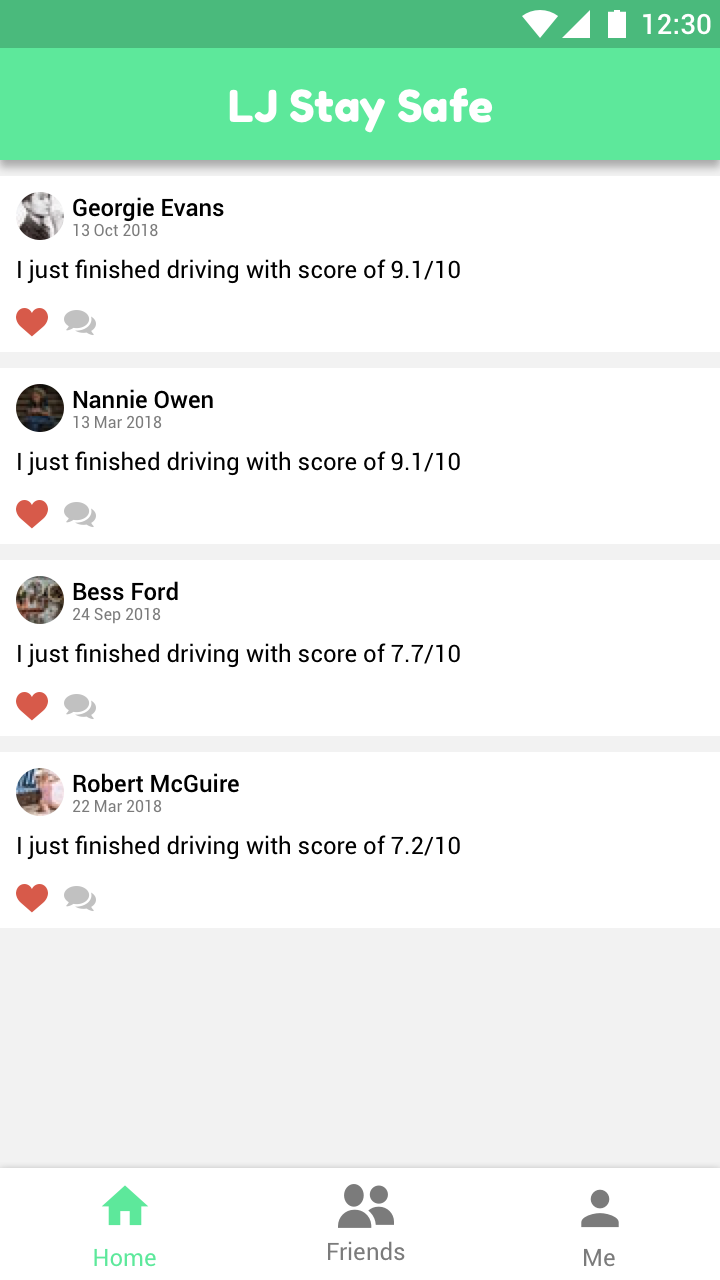 12:30
LJ Stay Safe
Georgie Evans
13 Oct 2018
I just finished driving with score of 9.1/10
Nannie Owen
13 Mar 2018
I just finished driving with score of 9.1/10
Bess Ford
24 Sep 2018
I just finished driving with score of 7.7/10
Robert McGuire
22 Mar 2018
I just finished driving with score of 7.2/10
Home
Friends
Me